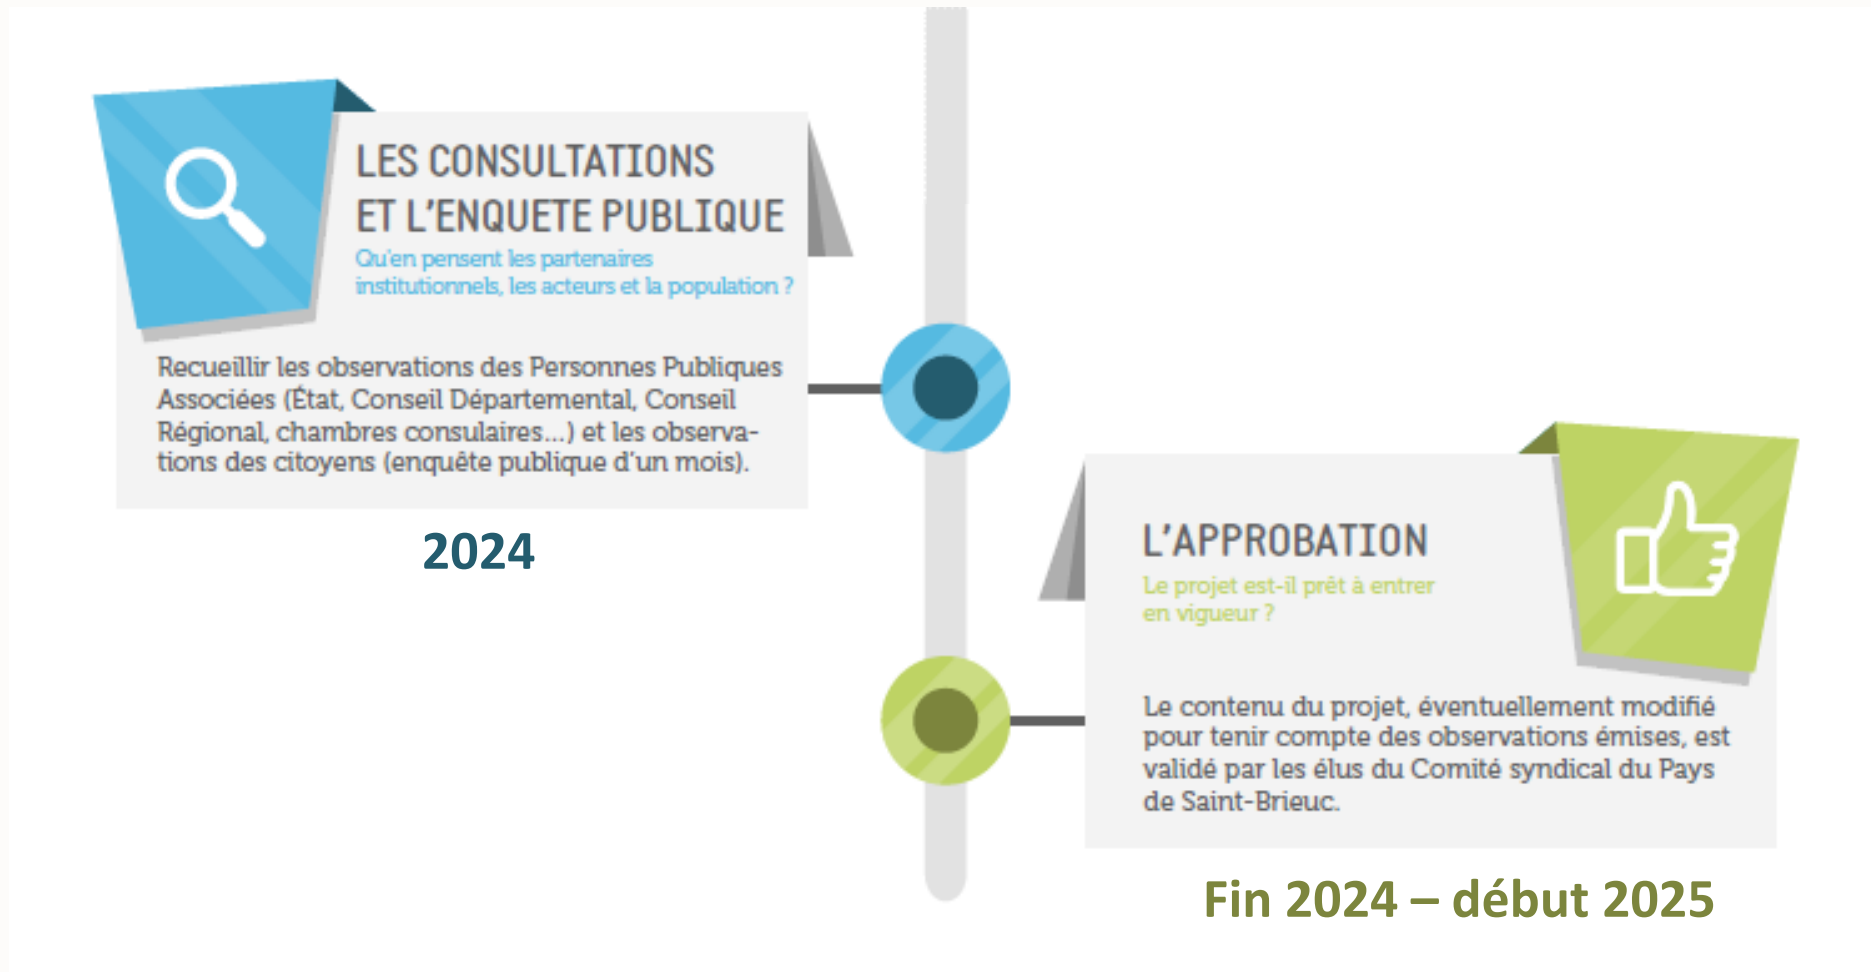 LES CONSULTATIONS
ET L'ENQUETE PUBLIQUE
Qu'en pensent les partenaires
institutionnels, les acteurs et la population ?
Recueillir les observations des Personnes Publiques
Associées (État, Conseil Départemental, Conseil
Régional, chambres consulaires...) et les observa-
tions des citoyens (enquête publique d'un mois).
2024
L'APPROBATION
Le projet est-il prêt à entrer
en vigueur ?
Le contenu du projet, éventuellement modifié
pour tenir compte des observations émises, est
validé par les élus du Comité syndical du Pays
de Saint-Brieuc.
Fin 2024 – début 2025